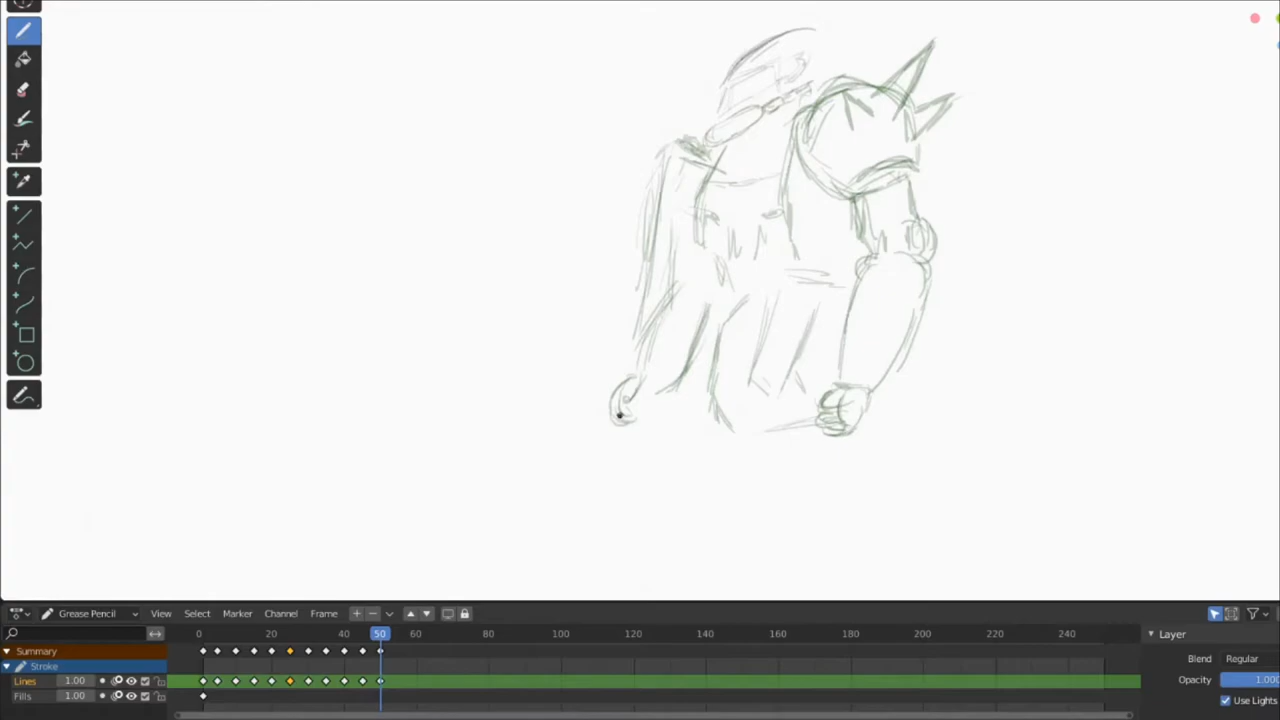 Grease Pencil View Select Marker Channel Frame
0 20 40 50 60 80 100 120 140 160 180 200 220 240
Summary
Stroke
Lines 1.00
Fills 1.00
Layer
Blend Regular
Opacity 1.000
Use Lights